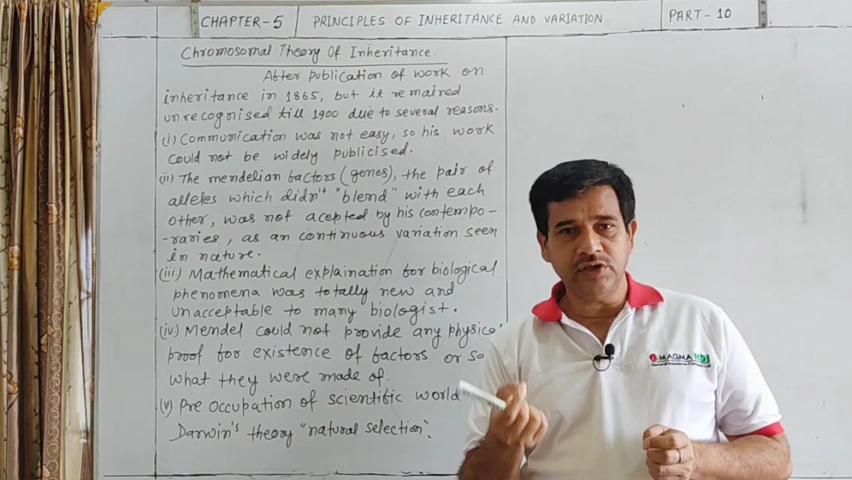 CHAPTER-5 PRINCIPLES OF INHERITANCE AND VARIATION PART-10
Chromosomal Theory Of Inheritance.
After publication of work on
inheritance in 1865, but it remained
unrecognised till 1900 due to several reasons.
(i) Communication was not easy, so his work
could not be widely publicised.
(ii) The mendelian factors (genes), the pair of
alleles which didn't "blend" with each
other, was not acepted by his contempo-
-raries, as an continuous variation seen
in nature.
(iii) Mathematical explaination for biological
phenomena was totally new and
unacceptable to many biologist.
(iv) Mendel could not provide any physical
proof for existence of factors or so
what they were made of.
(v) Pre occupation of scientific world
Darwin's theory "natural selection".
MAGMA HDI